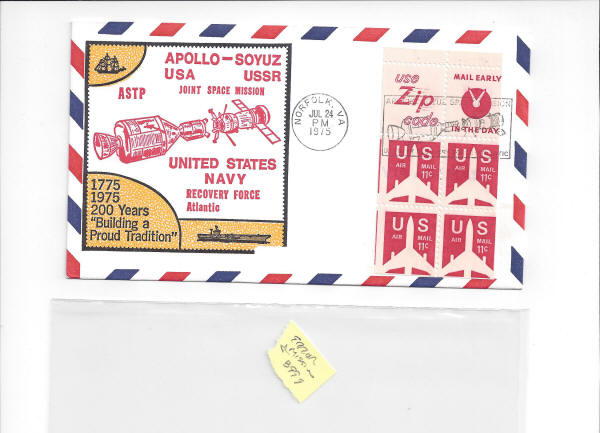 APOLLO-SOYUZ
USA USSR
ASTP
JOINT SPACE MISSION
UNITED STATES
NAVY
RECOVERY FORCE
Atlantic
1775
1975
200 Years
"Building a
Proud Tradition"
NORFOLK, VA
JUL 24
PM
1975
use
Zip
code
MAIL EARLY
IN THE DAY
US
AIR MAIL 11c
US
AIR MAIL 11c
US
AIR MAIL 11c
US
AIR MAIL 11c